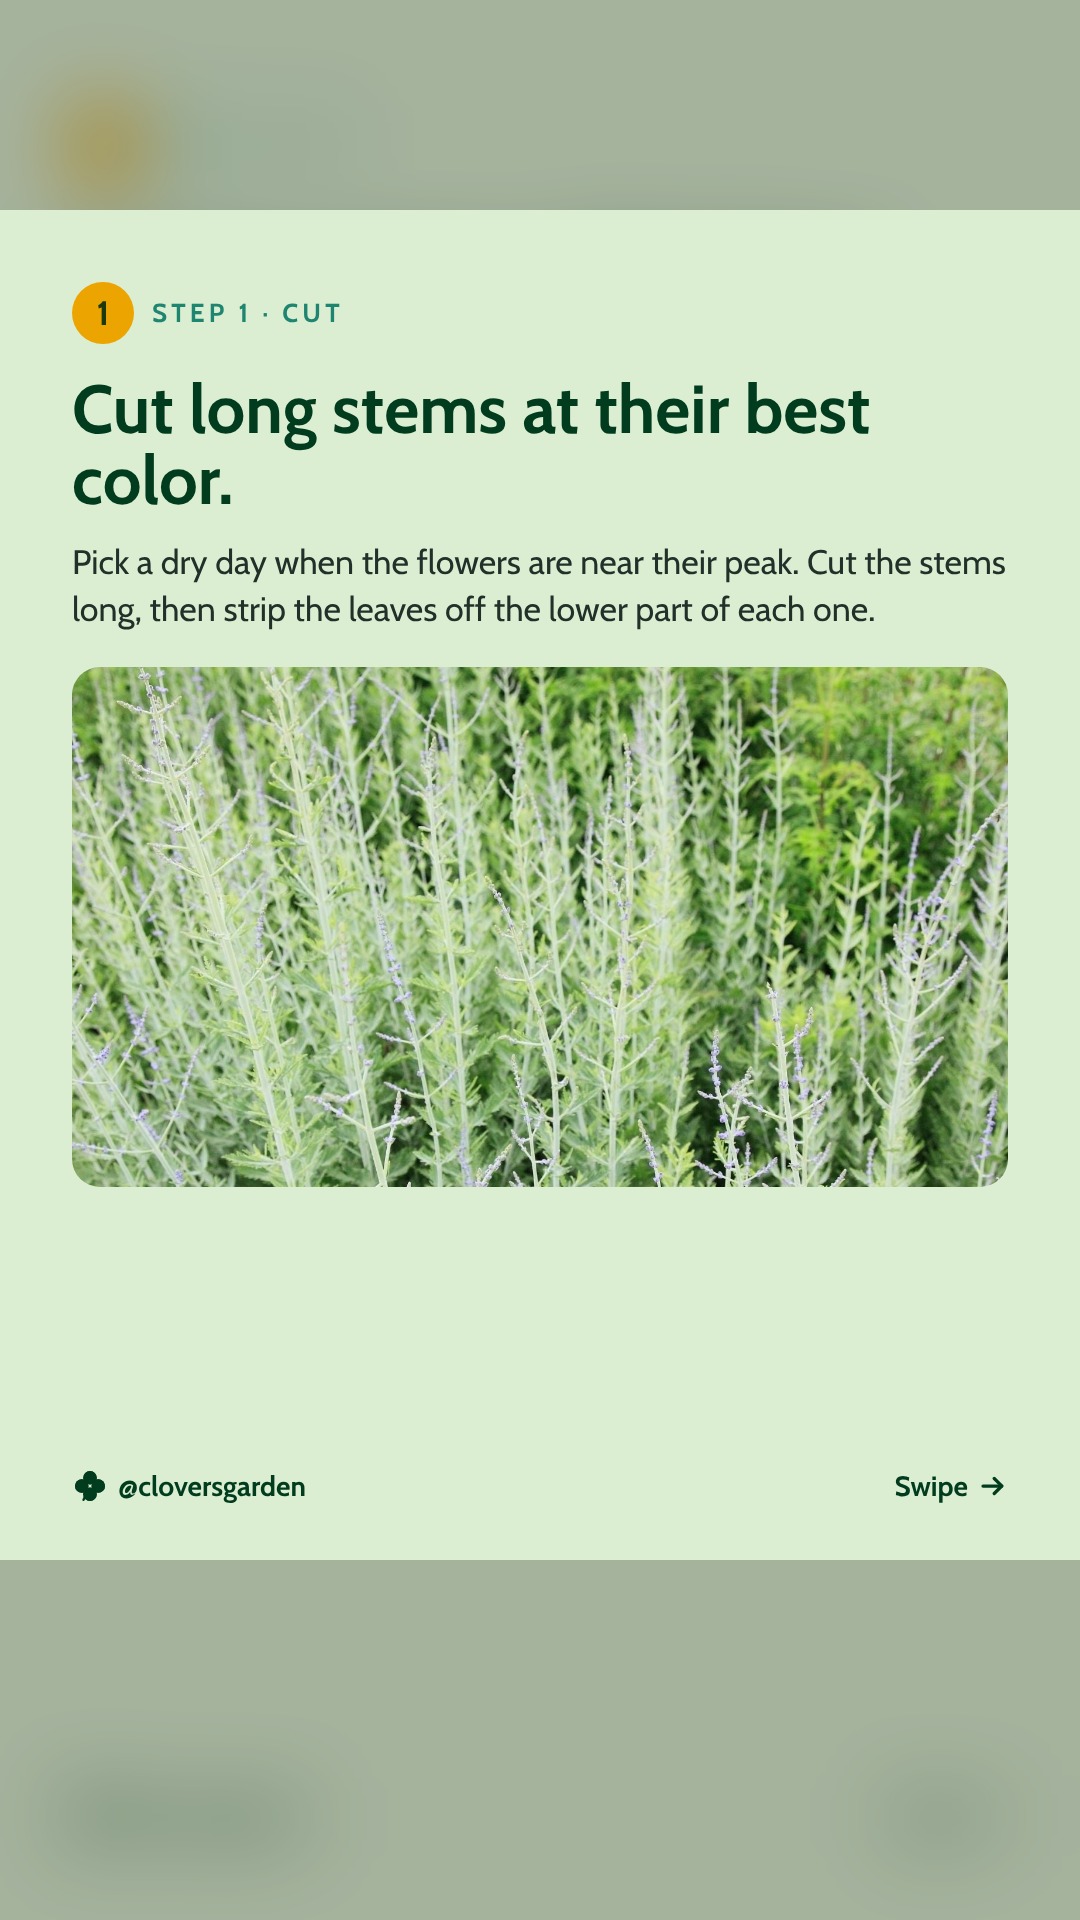 1
STEP 1 · CUT
Cut long stems at their best
color.
Pick a dry day when the flowers are near their peak. Cut the stems
long, then strip the leaves off the lower part of each one.
@cloversgarden
Swipe →